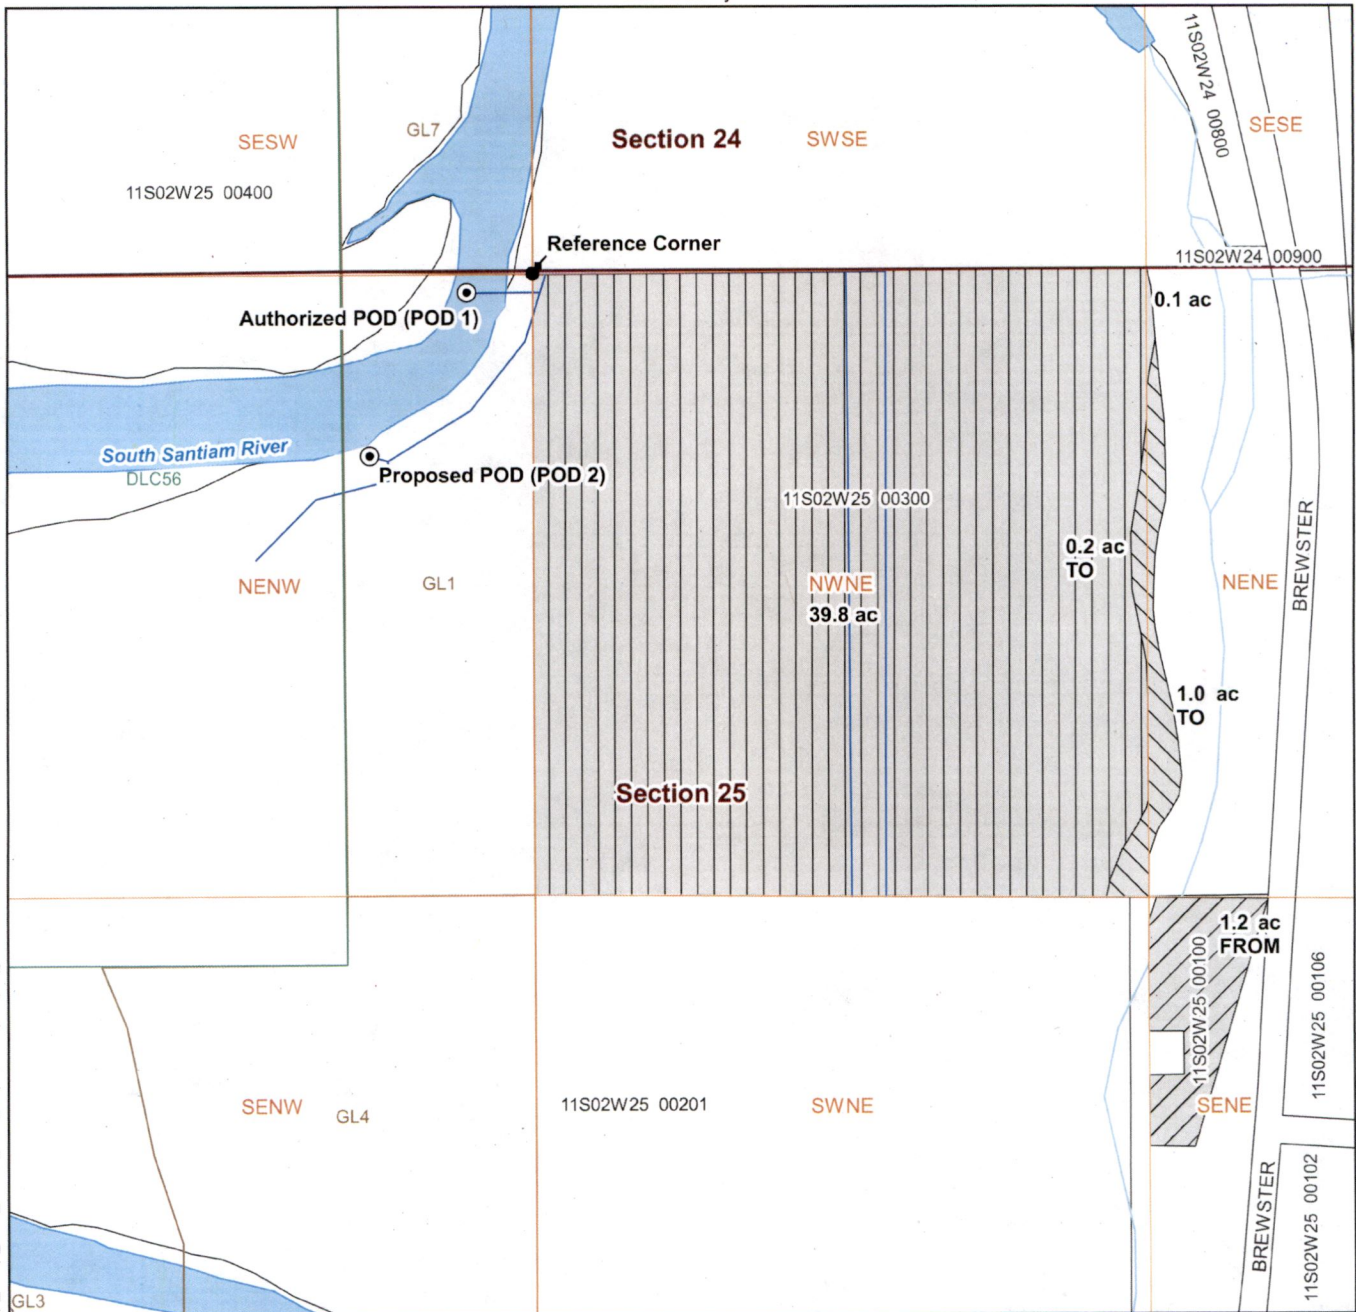 11S02W24 00800
SESW
GL7
Section 24
SWSE
SESE
11S02W25 00400
Reference Corner
11S02W24 00900
Authorized POD (POD 1)
0.1 ac
South Santiam River
DLC56
Proposed POD (POD 2)
11S02W25 00300
0.2 ac
TO
BREWSTER
NENW
GL1
NWNE
39.8 ac
NENE
1.0 ac
TO
Section 25
1.2 ac
FROM
11S02W25 00100
11S02W25 00106
SENW
GL4
11S02W25 00201
SWNE
SENE
BREWSTER
11S02W25 00102
GL3